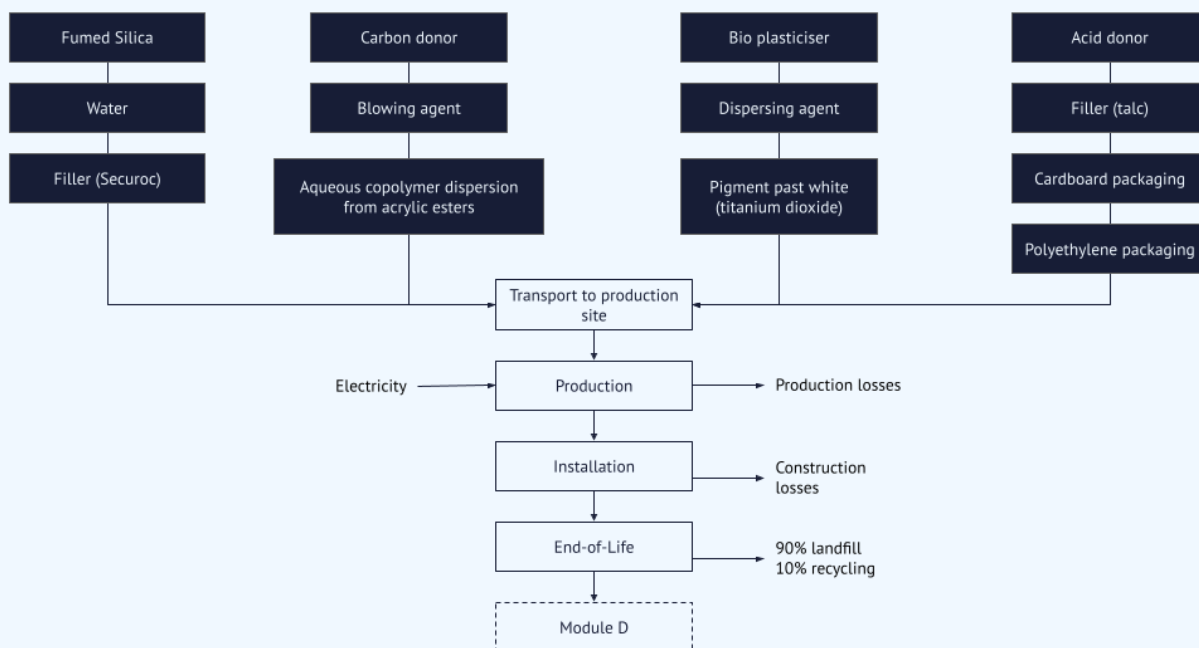 Fumed Silica
Carbon donor
Bio plasticiser
Acid donor
Water
Blowing agent
Dispersing agent
Filler (talc)
Filler (Securoc)
Aqueous copolymer dispersion
from acrylic esters
Pigment past white
(titanium dioxide)
Cardboard packaging
Polyethylene packaging
Transport to production
site
Electricity
Production
Production losses
Installation
Construction
losses
End-of-Life
90% landfill
10% recycling
Module D